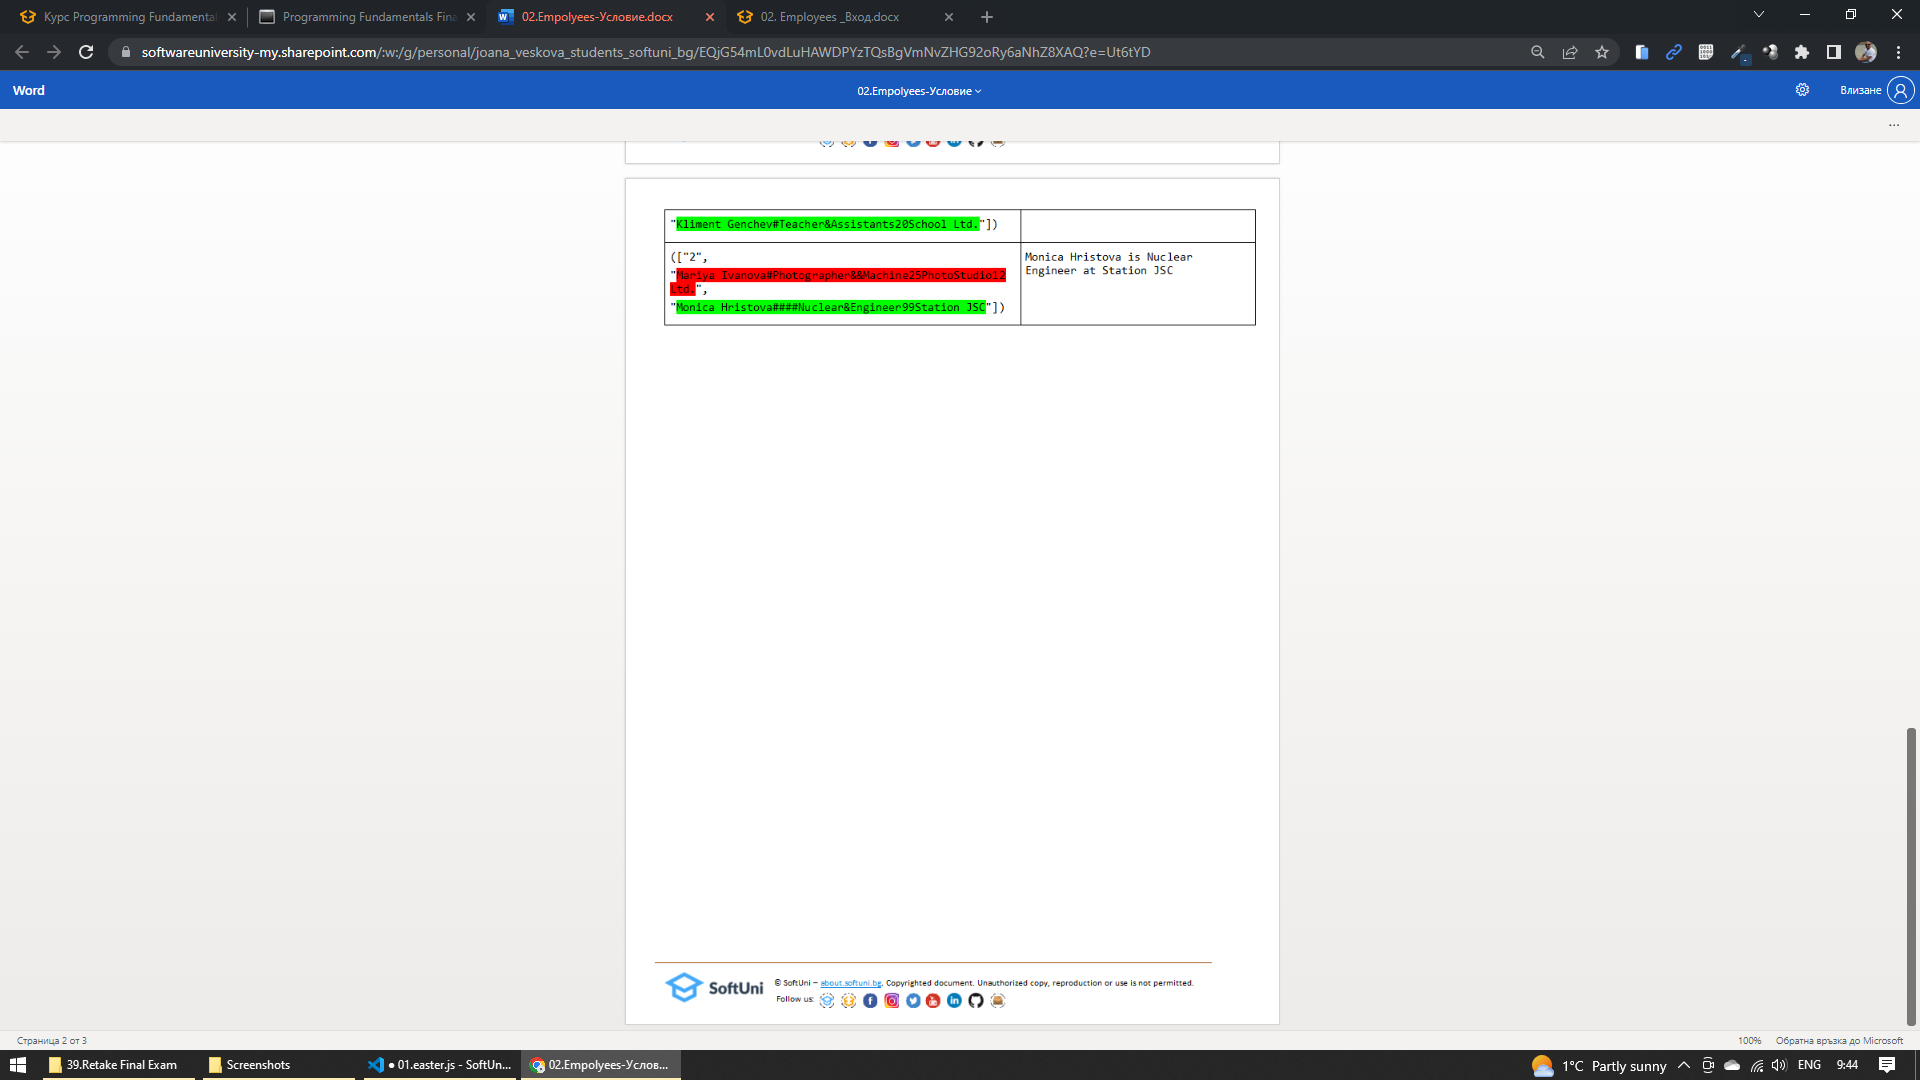 Курс Programming Fundamental
Programming Fundamentals Fina
02.Empolyees-Условие.docx
02. Employees _Вход.docx
softwareuniversity-my.sharepoint.com/:w:/g/personal/joana_veskova_students_softuni_bg/EQjG54mL0vdLuHAWDPYzTQsBgVmNvZHG92oRy6aNhZ8XAQ?e=Ut6tYD
Word
02.Empolyees-Условие
Влизане
"Kliment Genchev#Teacher&Assistants20School Ltd."])
(["2",
"Mariya Ivanova#Photographer&&Machine25PhotoStudio12
Ltd.",
"Monica Hristova####Nuclear&Engineer99Station JSC"])
Monica Hristova is Nuclear
Engineer at Station JSC
SoftUni
© SoftUni – about.softuni.bg. Copyrighted document. Unauthorized copy, reproduction or use is not permitted.
Follow us:
Страница 2 от 3
100%
Обратна връзка до Microsoft
39.Retake Final Exam
Screenshots
● 01.easter.js - SoftUn...
02.Empolyees-Услов...
1°C Partly sunny
ENG
9:44